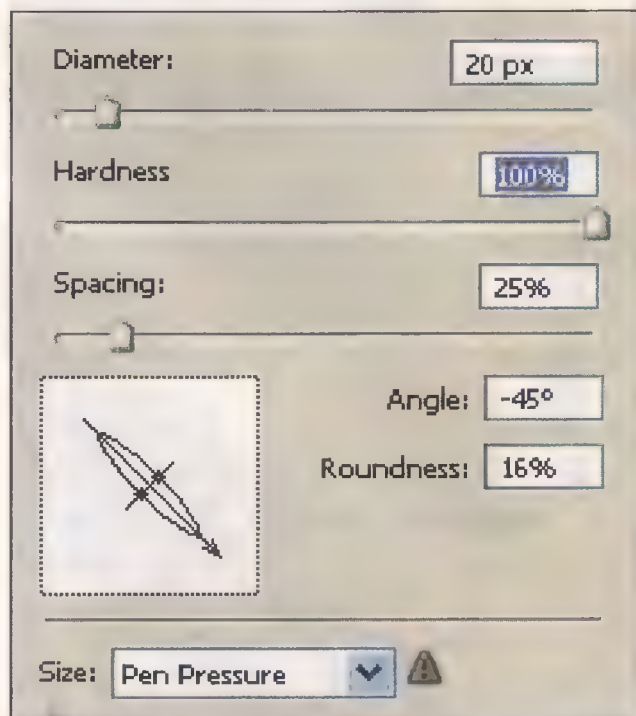 Diameter: 20 px
Hardness 100%
Spacing: 25%
Angle: -45°
Roundness: 16%
Size: Pen Pressure